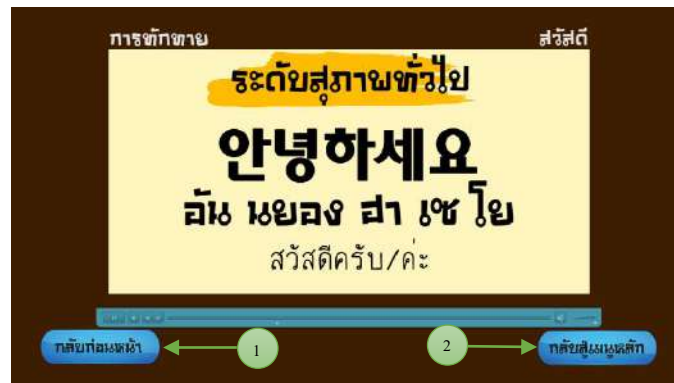 การทักทาย
สวัสดี
ระดับสุภาพทั่วไป
안녕하세요
อัน นยอง ฮา เซ โย
สวัสดีครับ/ค่ะ
กลับก่อนหน้า
1
2
กลับสู่เมนูหลัก